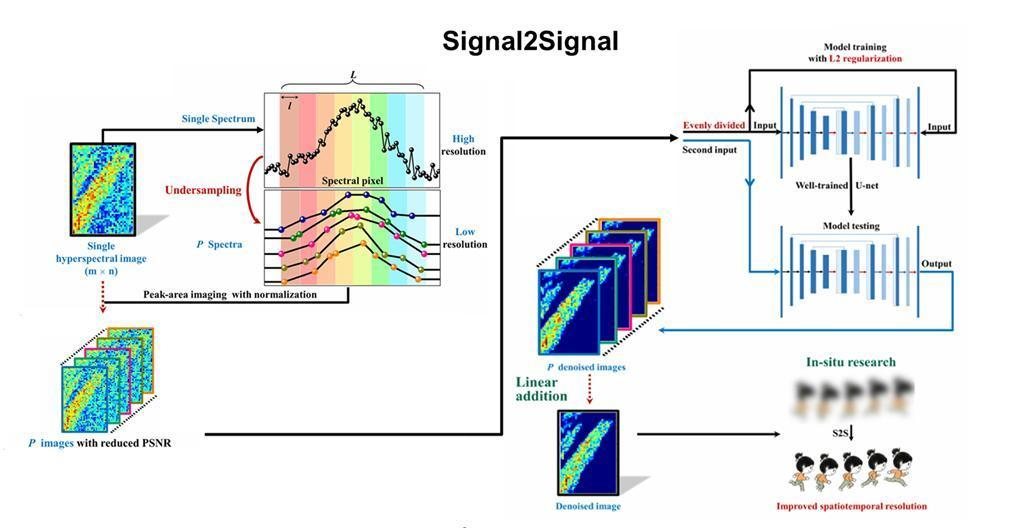 Signal2Signal
Single Spectrum
L
l
High
resolution
Spectral pixel
Undersampling
P Spectra
Low
resolution
Single
hyperspectral image
(m × n)
Peak-area imaging with normalization
P images with reduced PSNR
Model training
with L2 regularization
Evenly divided
Input
Input
Second input
Well-trained U-net
Model testing
Output
P denoised images
Linear
addition
Denoised image
In-situ research
S2S
Improved spatiotemporal resolution